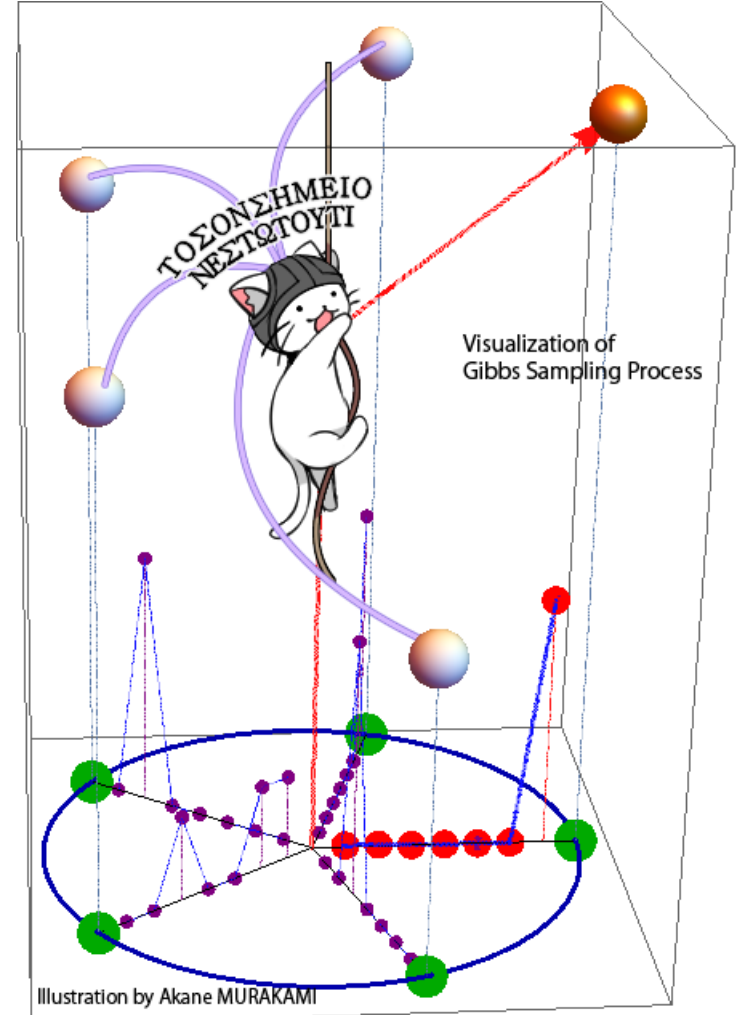 ΤΟΣΟΝΣΗΜΕΙΟ
ΝΕΣΤΩΤΟΥΤΙ
Visualization of
Gibbs Sampling Process
Illustration by Akane MURAKAMI